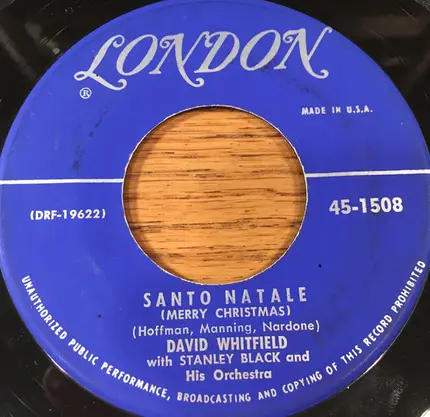 LONDON
®
MADE IN U.S.A.
(DRF-19622)
45-1508
SANTO NATALE
(MERRY CHRISTMAS)
(Hoffman, Manning, Nardone)
DAVID WHITFIELD
with STANLEY BLACK and
His Orchestra
UNAUTHORIZED PUBLIC PERFORMANCE, BROADCASTING AND COPYING OF THIS RECORD PROHIBITED